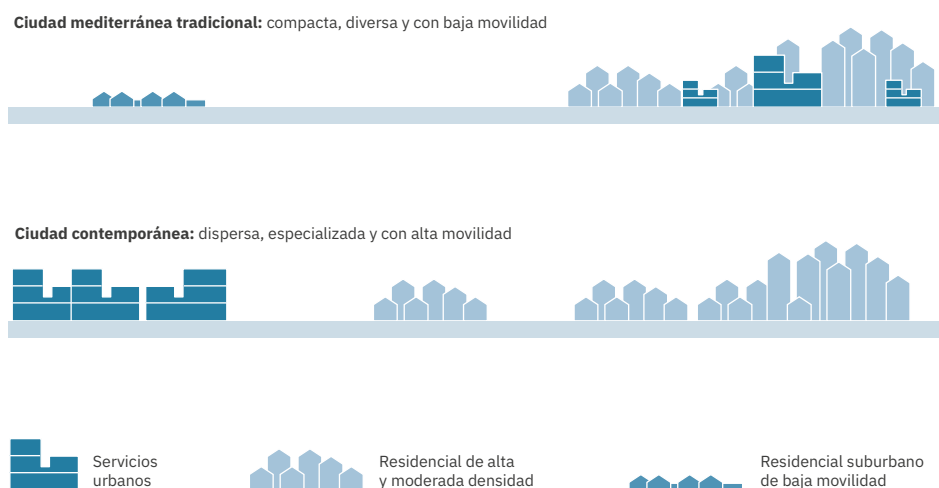 Ciudad mediterránea tradicional: compacta, diversa y con baja movilidad
Ciudad contemporánea: dispersa, especializada y con alta movilidad
Servicios
urbanos
Residencial de alta
y moderada densidad
Residencial suburbano
de baja movilidad